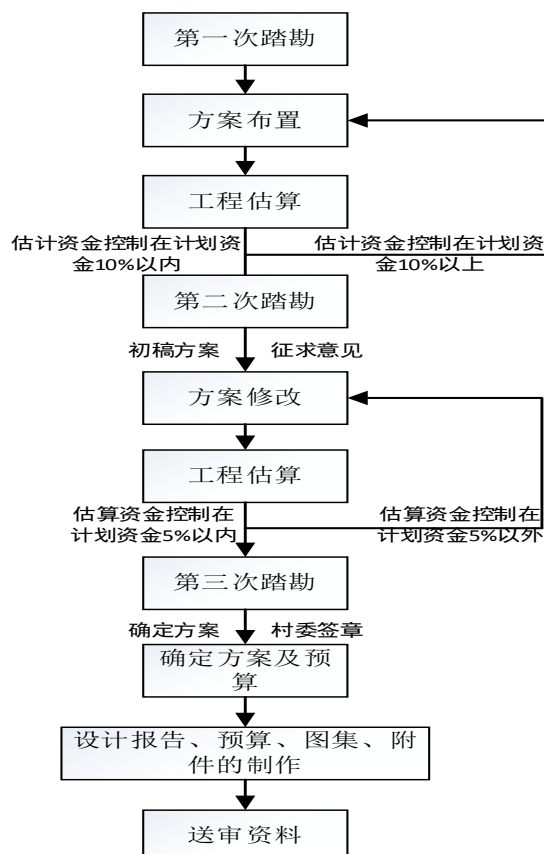 第一次踏勘
方案布置
工程估算
估计资金控制在计划资
金10%以内
估计资金控制在计划资
金10%以上
第二次踏勘
初稿方案
征求意见
方案修改
工程估算
估算资金控制在
计划资金5%以内
估算资金控制在
计划资金5%以外
第三次踏勘
确定方案
村委签章
确定方案及预
算
设计报告、预算、图集、附
件的制作
送审资料